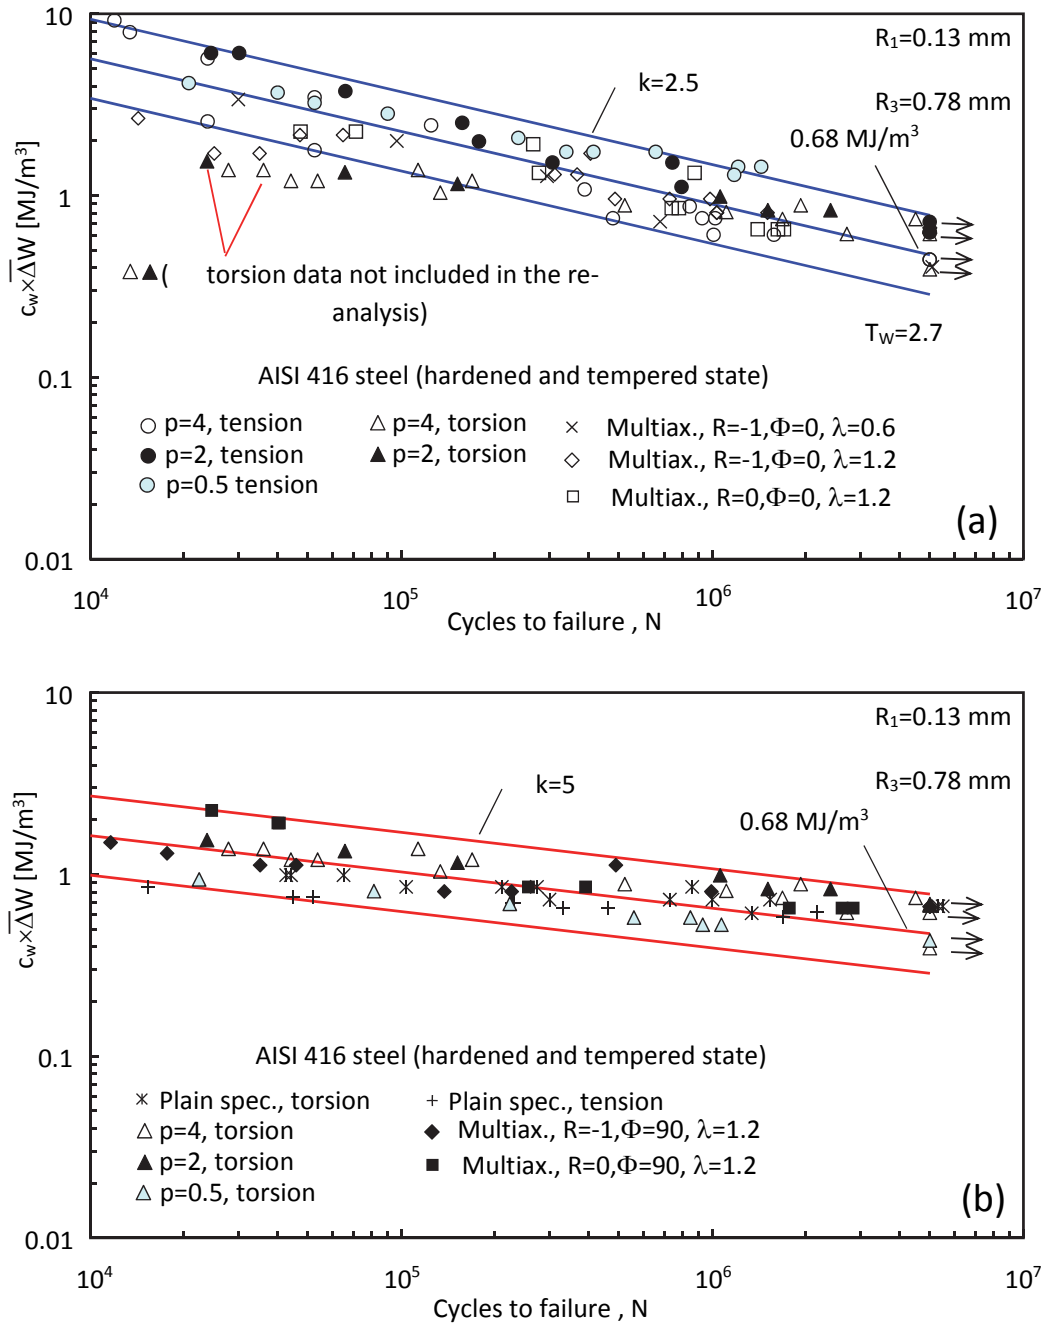 10
R₁=0.13 mm
k=2.5
R₃=0.78 mm
0.68 MJ/m³
1
( torsion data not included in the re-
analysis)
T_W=2.7
0.1
AISI 416 steel (hardened and tempered state)
p=4, tension
p=2, tension
p=0.5 tension
p=4, torsion
p=2, torsion
Multiax., R=-1,Φ=0, λ=0.6
Multiax., R=-1,Φ=0, λ=1.2
Multiax., R=0,Φ=0, λ=1.2
(a)
0.01
c_w×ΔW̅ [MJ/m³]
10⁴ 10⁵ 10⁶ 10⁷
Cycles to failure , N
10
R₁=0.13 mm
k=5
R₃=0.78 mm
0.68 MJ/m³
1
0.1
AISI 416 steel (hardened and tempered state)
Plain spec., torsion
p=4, torsion
p=2, torsion
p=0.5, torsion
Plain spec., tension
Multiax., R=-1,Φ=90, λ=1.2
Multiax., R=0,Φ=90, λ=1.2
(b)
0.01
c_w×ΔW̅ [MJ/m³]
10⁴ 10⁵ 10⁶ 10⁷
Cycles to failure , N